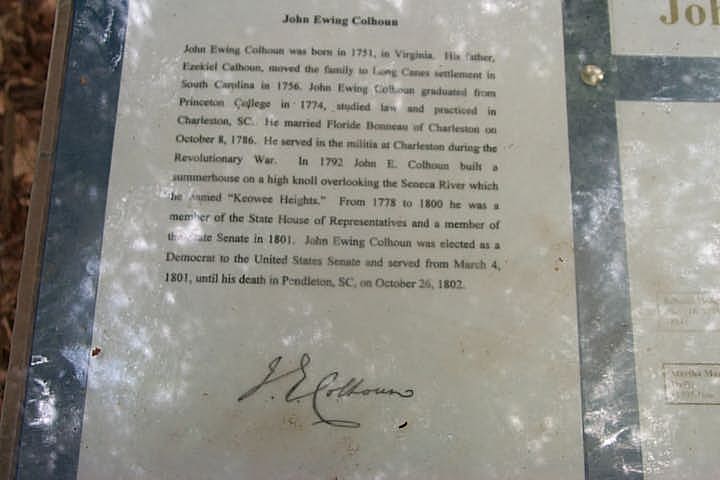 John Ewing Colhoun
John Ewing Colhoun was born in 1751, in Virginia. His father,
Ezekiel Calhoun, moved the family to Long Canes settlement in
South Carolina in 1756. John Ewing Colhoun graduated from
Princeton College in 1774, studied law and practiced in
Charleston, SC. He married Floride Bonneau of Charleston on
October 8, 1786. He served in the militia at Charleston during the
Revolutionary War. In 1792 John E. Colhoun built a
summerhouse on a high knoll overlooking the Seneca River which
he named "Keowee Heights." From 1778 to 1800 he was a
member of the State House of Representatives and a member of
the State Senate in 1801. John Ewing Colhoun was elected as a
Democrat to the United States Senate and served from March 4,
1801, until his death in Pendleton, SC, on October 26, 1802.
J. E. Colhoun
Joh
Martha